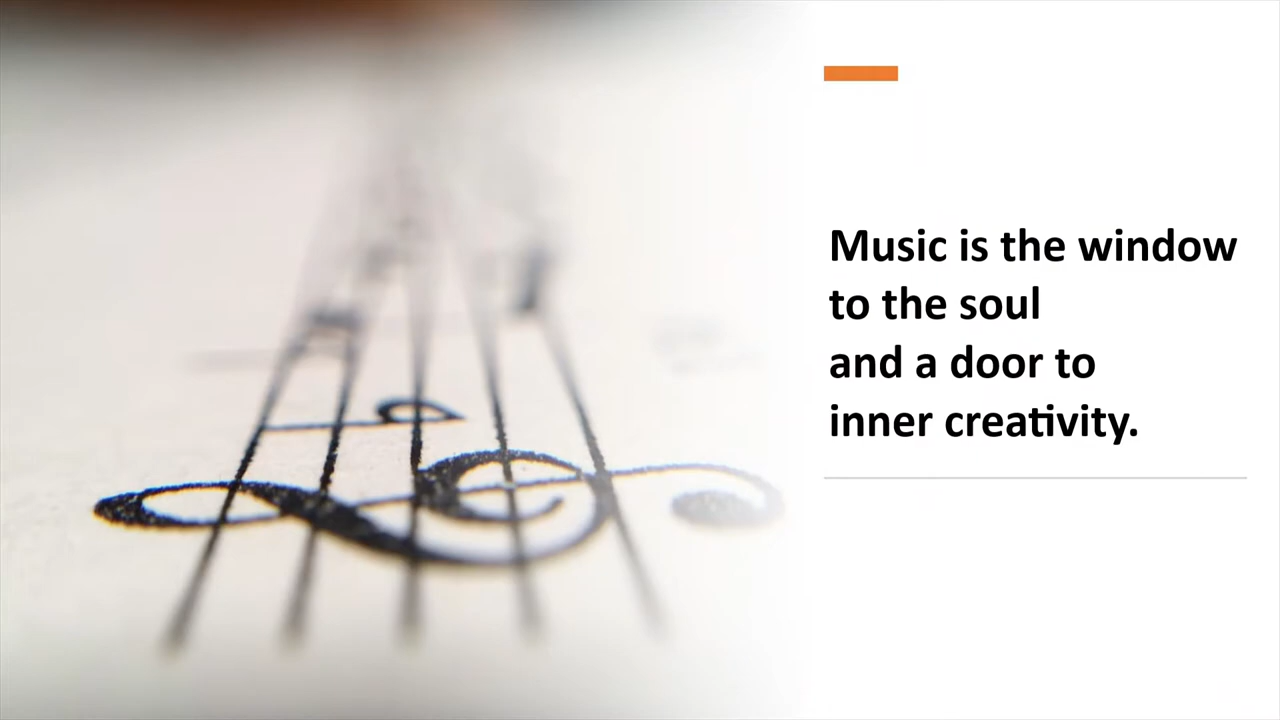 Music is the window
to the soul
and a door to
inner creativity.